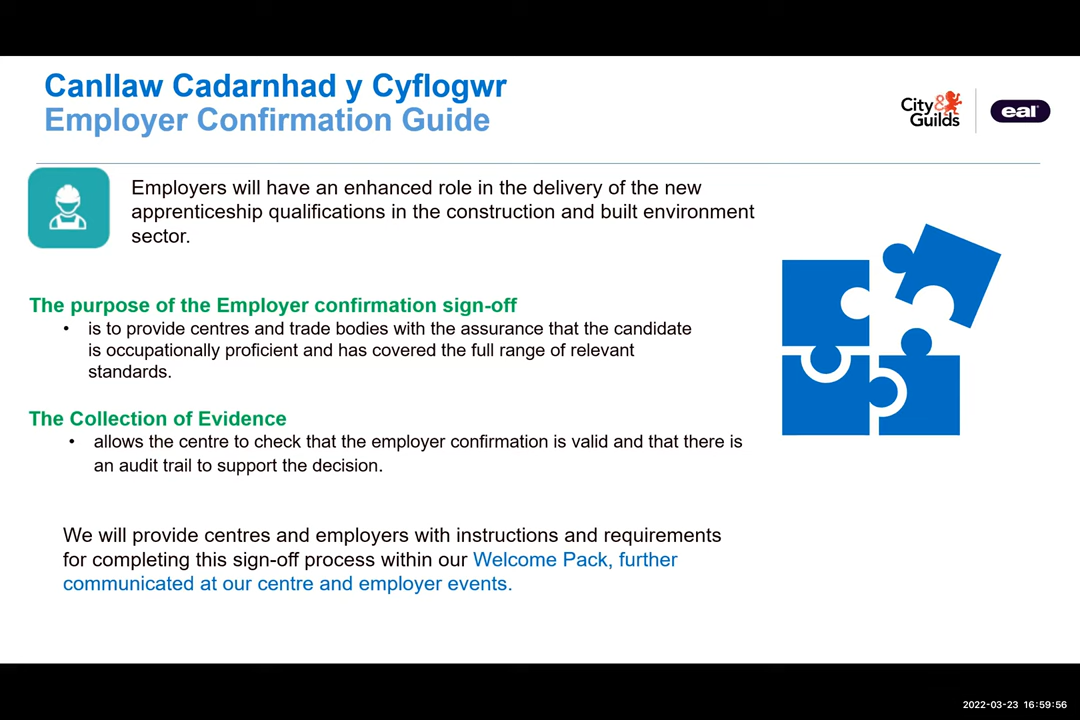 Canllaw Cadarnhad y Cyflogwr
Employer Confirmation Guide
City&
Guilds
eal
Employers will have an enhanced role in the delivery of the new
apprenticeship qualifications in the construction and built environment
sector.
The purpose of the Employer confirmation sign-off
• is to provide centres and trade bodies with the assurance that the candidate
is occupationally proficient and has covered the full range of relevant
standards.
The Collection of Evidence
• allows the centre to check that the employer confirmation is valid and that there is
an audit trail to support the decision.
We will provide centres and employers with instructions and requirements
for completing this sign-off process within our Welcome Pack, further
communicated at our centre and employer events.
2022-03-23 16:59:56